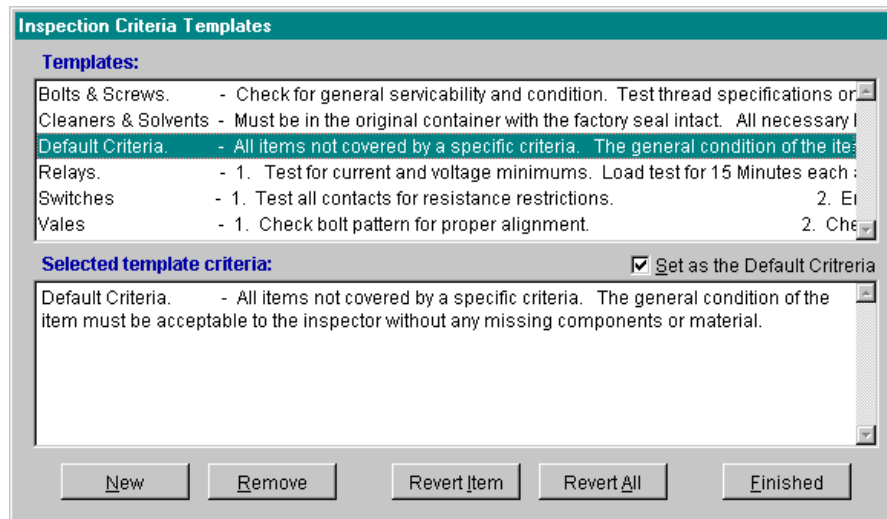 Inspection Criteria Templates
Templates:
Bolts & Screws. - Check for general servicability and condition. Test thread specifications or
Cleaners & Solvents - Must be in the original container with the factory seal intact. All necessary
Default Criteria. - All items not covered by a specific criteria. The general condition of the ite
Relays. - 1. Test for current and voltage minimums. Load test for 15 Minutes each
Switches - 1. Test all contacts for resistance restrictions. 2. E
Vales - 1. Check bolt pattern for proper alignment. 2. Che
Selected template criteria:
Set as the Default Critreria
Default Criteria. - All items not covered by a specific criteria. The general condition of the
item must be acceptable to the inspector without any missing components or material.
New Remove Revert Item Revert All Finished